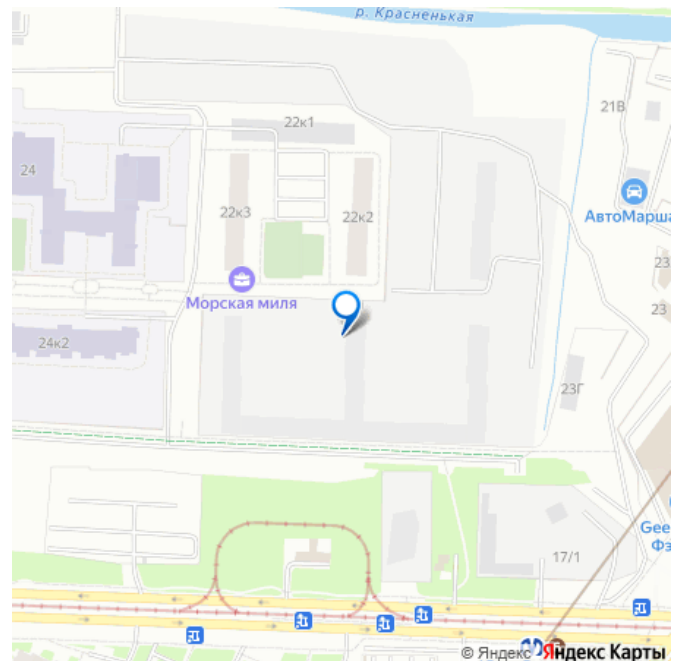 р. Красненькая
21В
22к1
24
22к3
22к2
АвтоМарша
23
Морская миля
23
24к2
23Г
Gee
Фэ
17/1
© Яндекс Яндекс Карты